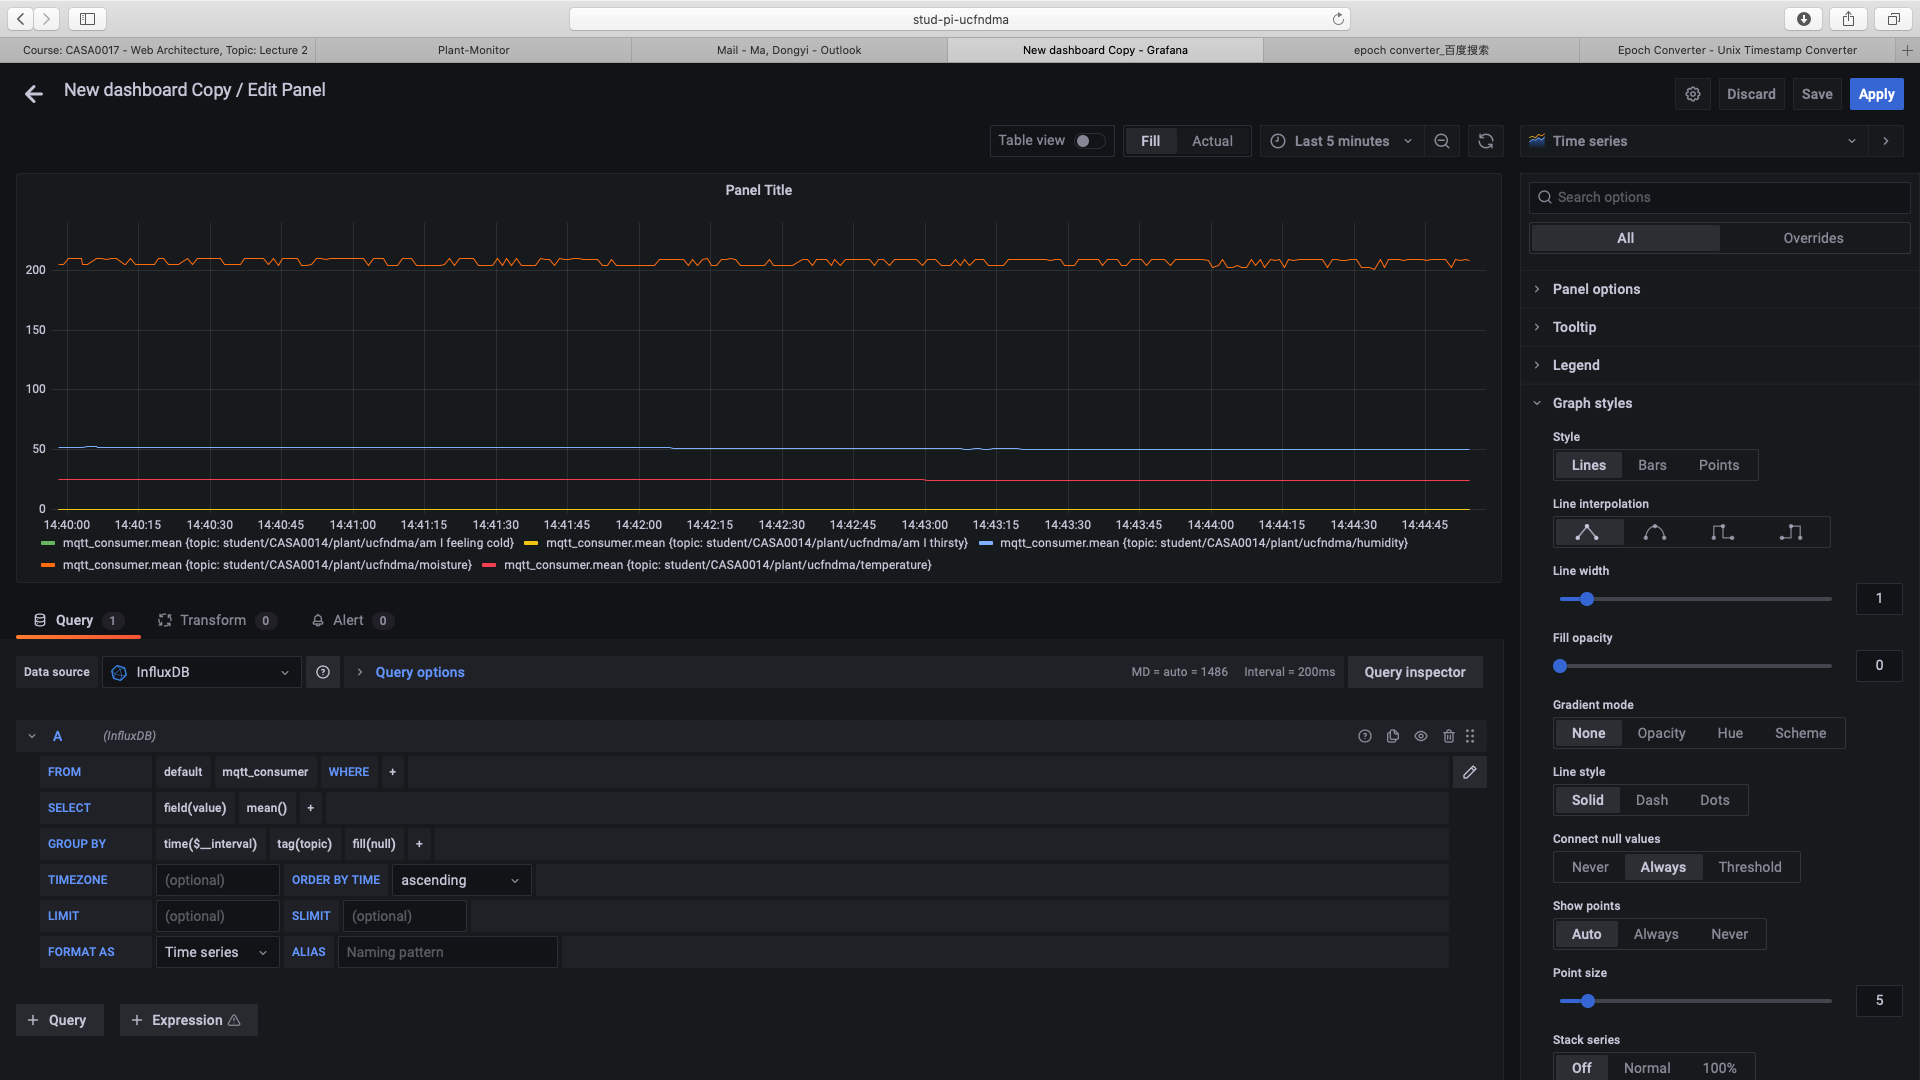 stud-pi-ucfndma
Course: CASA0017 - Web Architecture, Topic: Lecture 2
Plant-Monitor
Mail - Ma, Dongyi - Outlook
New dashboard Copy - Grafana
epoch converter_百度搜索
Epoch Converter - Unix Timestamp Converter
New dashboard Copy / Edit Panel
Discard
Save
Apply
Table view
Fill
Actual
Last 5 minutes
Time series
Panel Title
200
150
100
50
0
14:40:00 14:40:15 14:40:30 14:40:45 14:41:00 14:41:15 14:41:30 14:41:45 14:42:00 14:42:15 14:42:30 14:42:45 14:43:00 14:43:15 14:43:30 14:43:45 14:44:00 14:44:15 14:44:30 14:44:45
mqtt_consumer.mean {topic: student/CASA0014/plant/ucfndma/am I feeling cold} mqtt_consumer.mean {topic: student/CASA0014/plant/ucfndma/am I thirsty} mqtt_consumer.mean {topic: student/CASA0014/plant/ucfndma/humidity}
mqtt_consumer.mean {topic: student/CASA0014/plant/ucfndma/moisture} mqtt_consumer.mean {topic: student/CASA0014/plant/ucfndma/temperature}
Query 1
Transform 0
Alert 0
Data source
InfluxDB
Query options
MD = auto = 1486
Interval = 200ms
Query inspector
A (InfluxDB)
FROM default mqtt_consumer WHERE +
SELECT field(value) mean() +
GROUP BY time($__interval) tag(topic) fill(null) +
TIMEZONE (optional) ORDER BY TIME ascending
LIMIT (optional) SLIMIT (optional)
FORMAT AS Time series ALIAS Naming pattern
+ Query
+ Expression
Search options
All
Overrides
Panel options
Tooltip
Legend
Graph styles
Style
Lines Bars Points
Line interpolation
Line width
1
Fill opacity
0
Gradient mode
None Opacity Hue Scheme
Line style
Solid Dash Dots
Connect null values
Never Always Threshold
Show points
Auto Always Never
Point size
5
Stack series
Off Normal 100%